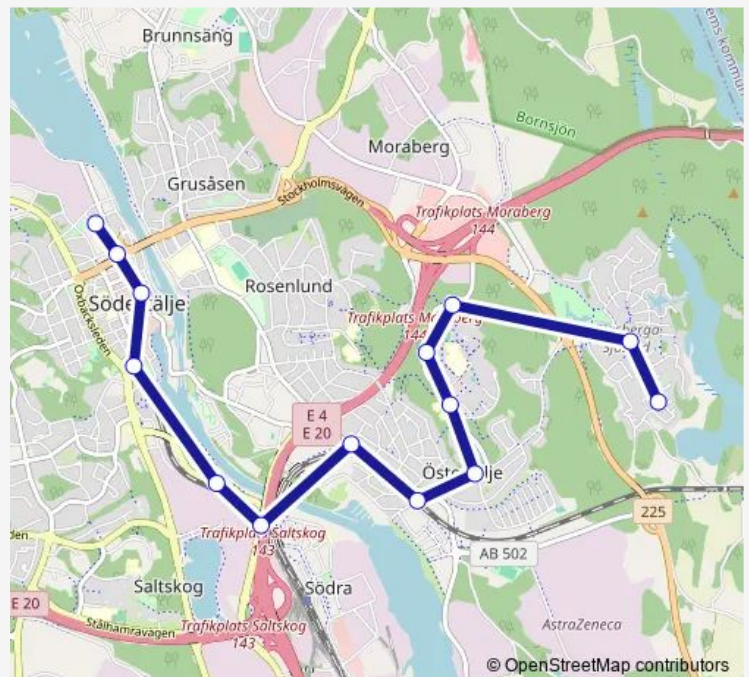 Brunnsäng
Moraberg
Bornsjön
Grusåsen
Stockholmsvägen
Trafikplats Moraberg
144
Rosenlund
Oxbacksleden
Trafikplats
144
E 4
E 20
225
AB 502
Trafikplats Saltskog
143
Saltskog
Södra
E 20
Stålhamravägen
Trafikplats Saltskog
143
AstraZeneca
© OpenStreetMap contributors